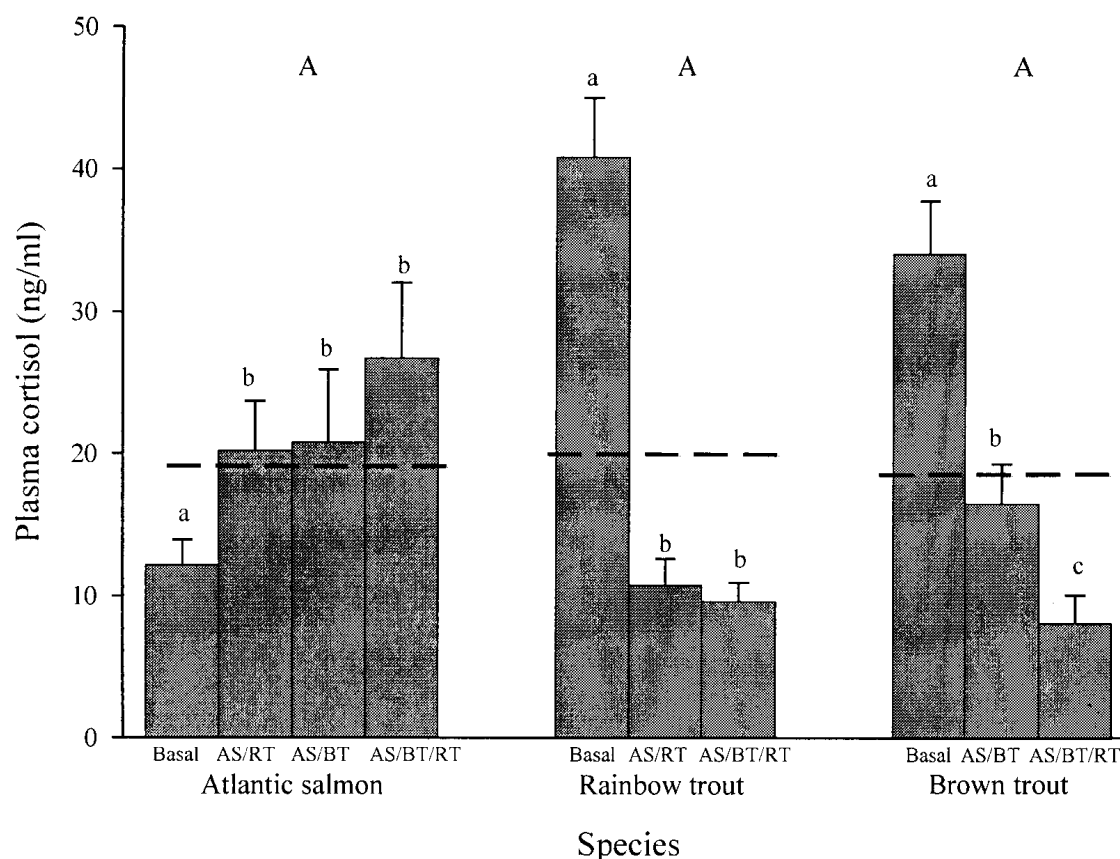 50
A
A
A
a
40
a
Plasma cortisol (ng/ml)
30
b
b
b
20
b
a
b
b
10
c
0
Basal AS/RT AS/BT AS/BT/RT
Basal AS/RT AS/BT/RT
Basal AS/BT AS/BT/RT
Atlantic salmon
Rainbow trout
Brown trout
Species